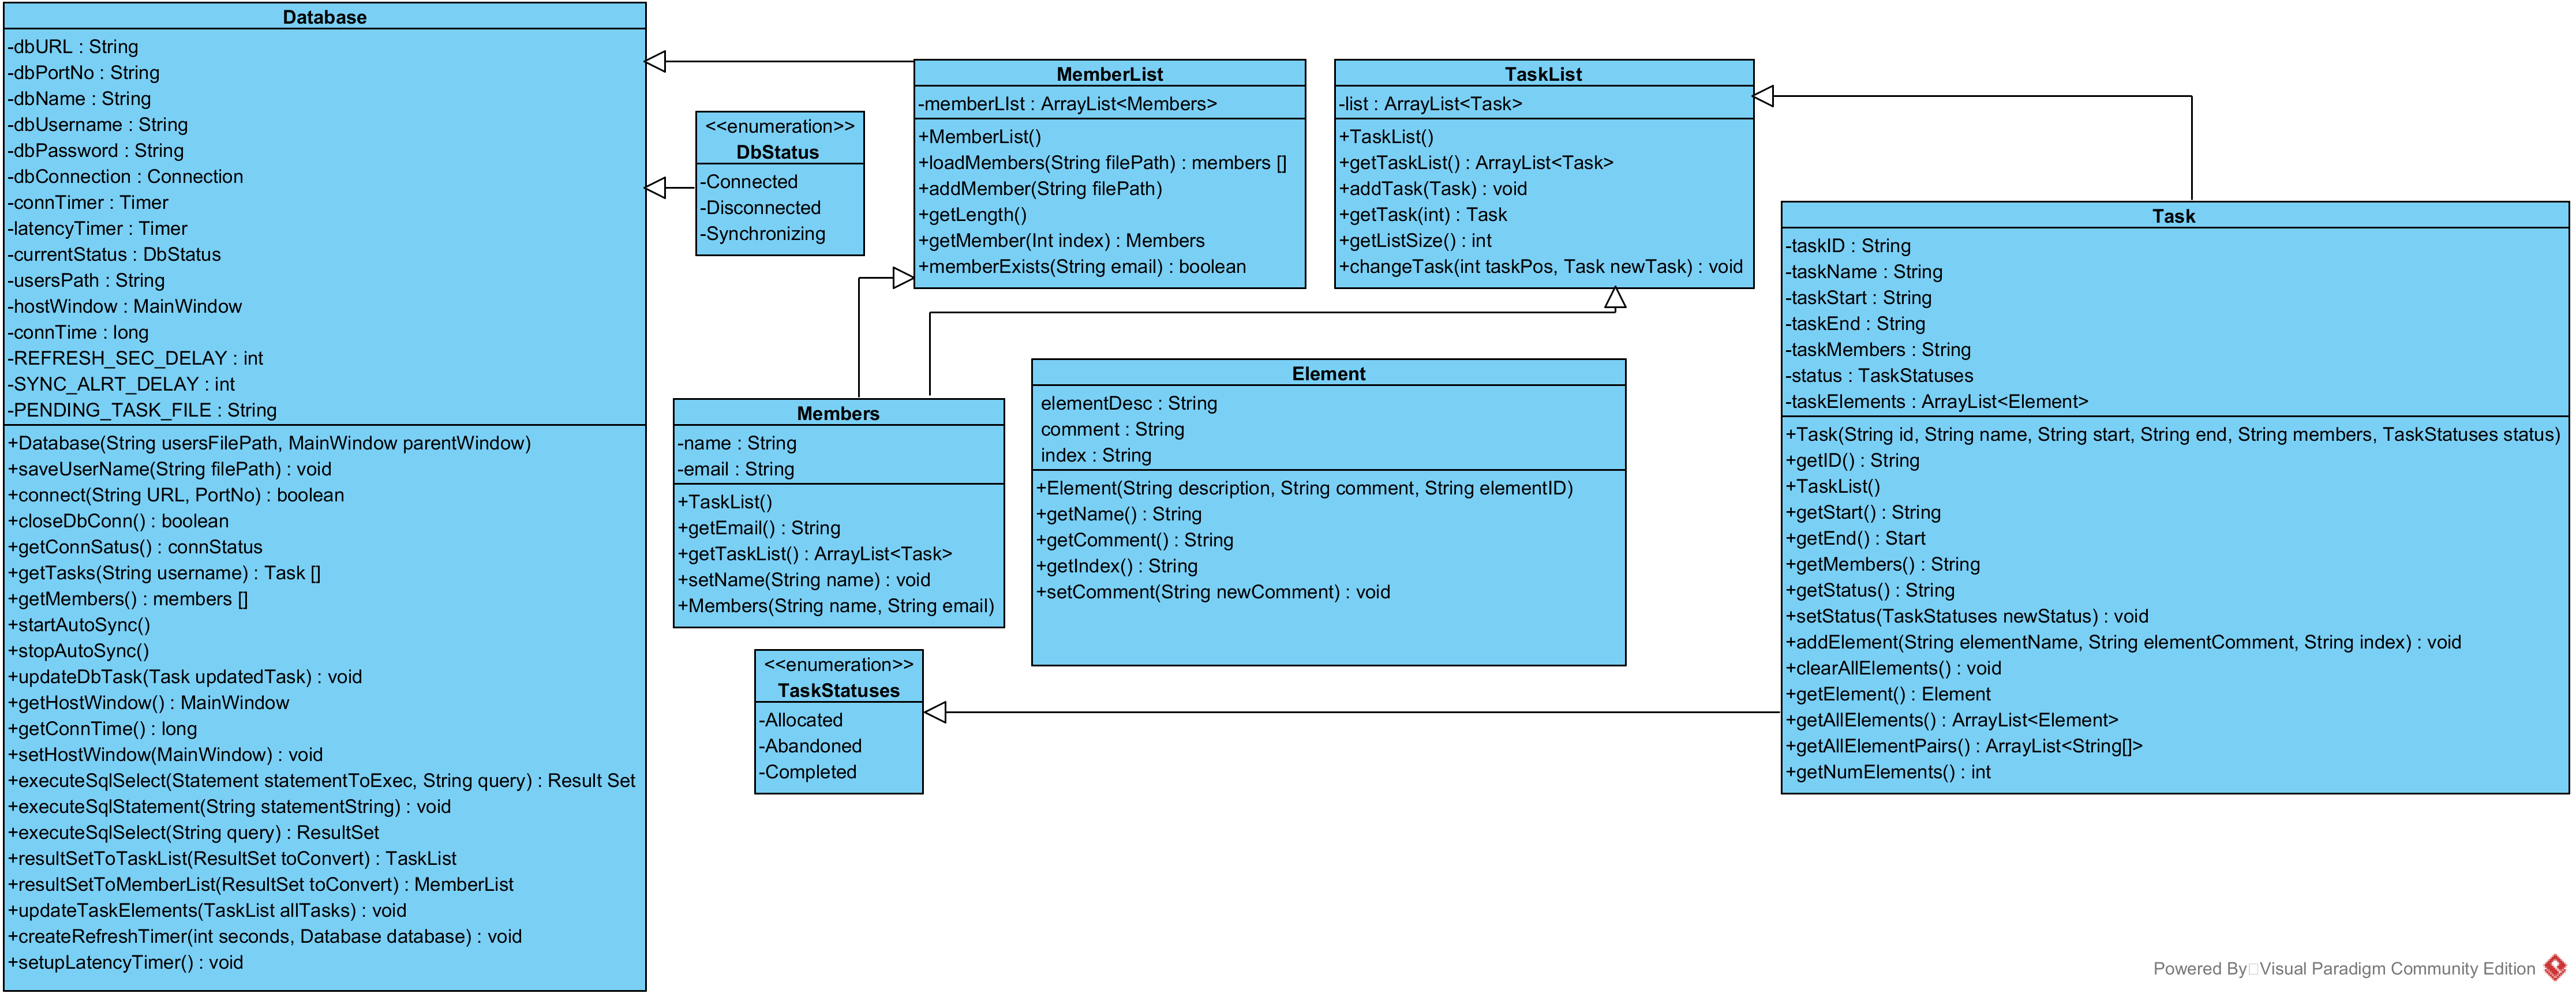 Database
-dbURL : String
-dbPortNo : String
-dbName : String
-dbUsername : String
-dbPassword : String
-dbConnection : Connection
-connTimer : Timer
-latencyTimer : Timer
-currentStatus : DbStatus
-usersPath : String
-hostWindow : MainWindow
-connTime : long
-REFRESH_SEC_DELAY : int
-SYNC_ALRT_DELAY : int
-PENDING_TASK_FILE : String
+Database(String usersFilePath, MainWindow parentWindow)
+saveUserName(String filePath) : void
+connect(String URL, PortNo) : boolean
+closeDbConn() : boolean
+getConnSatus() : connStatus
+getTasks(String username) : Task []
+getMembers() : members []
+startAutoSync()
+stopAutoSync()
+updateDbTask(Task updatedTask) : void
+getHostWindow() : MainWindow
+getConnTime() : long
+setHostWindow(MainWindow) : void
+executeSqlSelect(Statement statementToExec, String query) : Result Set
+executeSqlStatement(String statementString) : void
+executeSqlSelect(String query) : ResultSet
+resultSetToTaskList(ResultSet toConvert) : TaskList
+resultSetToMemberList(ResultSet toConvert) : MemberList
+updateTaskElements(TaskList allTasks) : void
+createRefreshTimer(int seconds, Database database) : void
+setupLatencyTimer() : void
<<enumeration>>
DbStatus
-Connected
-Disconnected
-Synchronizing
MemberList
-memberLIst : ArrayList<Members>
+MemberList()
+loadMembers(String filePath) : members []
+addMember(String filePath)
+getLength()
+getMember(Int index) : Members
+memberExists(String email) : boolean
TaskList
-list : ArrayList<Task>
+TaskList()
+getTaskList() : ArrayList<Task>
+addTask(Task) : void
+getTask(int) : Task
+getListSize() : int
+changeTask(int taskPos, Task newTask) : void
Members
-name : String
-email : String
+TaskList()
+getEmail() : String
+getTaskList() : ArrayList<Task>
+setName(String name) : void
+Members(String name, String email)
Element
elementDesc : String
comment : String
index : String
+Element(String description, String comment, String elementID)
+getName() : String
+getComment() : String
+getIndex() : String
+setComment(String newComment) : void
<<enumeration>>
TaskStatuses
-Allocated
-Abandoned
-Completed
Task
-taskID : String
-taskName : String
-taskStart : String
-taskEnd : String
-taskMembers : String
-status : TaskStatuses
-taskElements : ArrayList<Element>
+Task(String id, String name, String start, String end, String members, TaskStatuses status)
+getID() : String
+TaskList()
+getStart() : String
+getEnd() : Start
+getMembers() : String
+getStatus() : String
+setStatus(TaskStatuses newStatus) : void
+addElement(String elementName, String elementComment, String index) : void
+clearAllElements() : void
+getElement() : Element
+getAllElements() : ArrayList<Element>
+getAllElementPairs() : ArrayList<String[]>
+getNumElements() : int
Powered By Visual Paradigm Community Edition